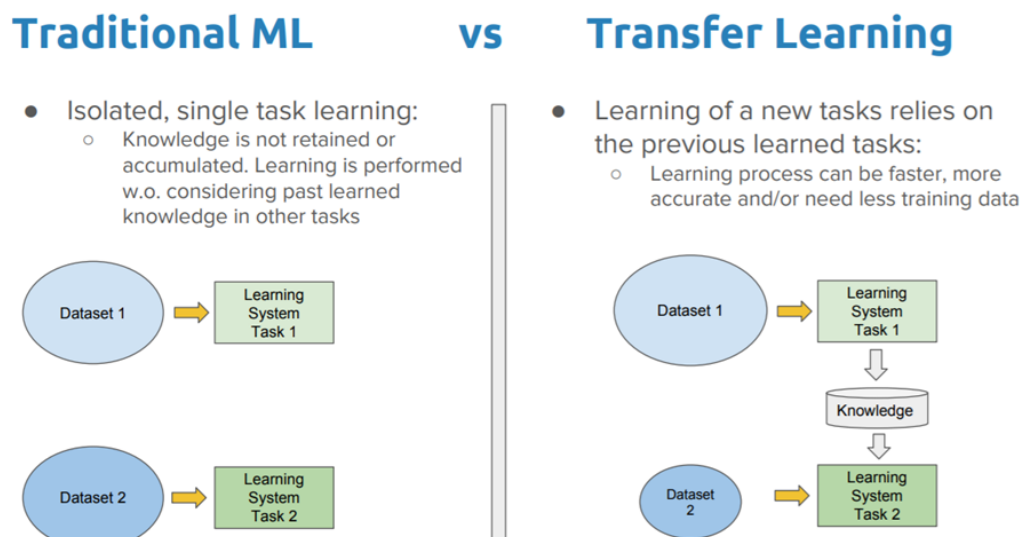 Traditional ML vs Transfer Learning
● Isolated, single task learning:
○ Knowledge is not retained or
accumulated. Learning is performed
w.o. considering past learned
knowledge in other tasks
Dataset 1
Learning
System
Task 1
Dataset 2
Learning
System
Task 2
● Learning of a new tasks relies on
the previous learned tasks:
○ Learning process can be faster, more
accurate and/or need less training data
Dataset 1
Learning
System
Task 1
Knowledge
Dataset
2
Learning
System
Task 2